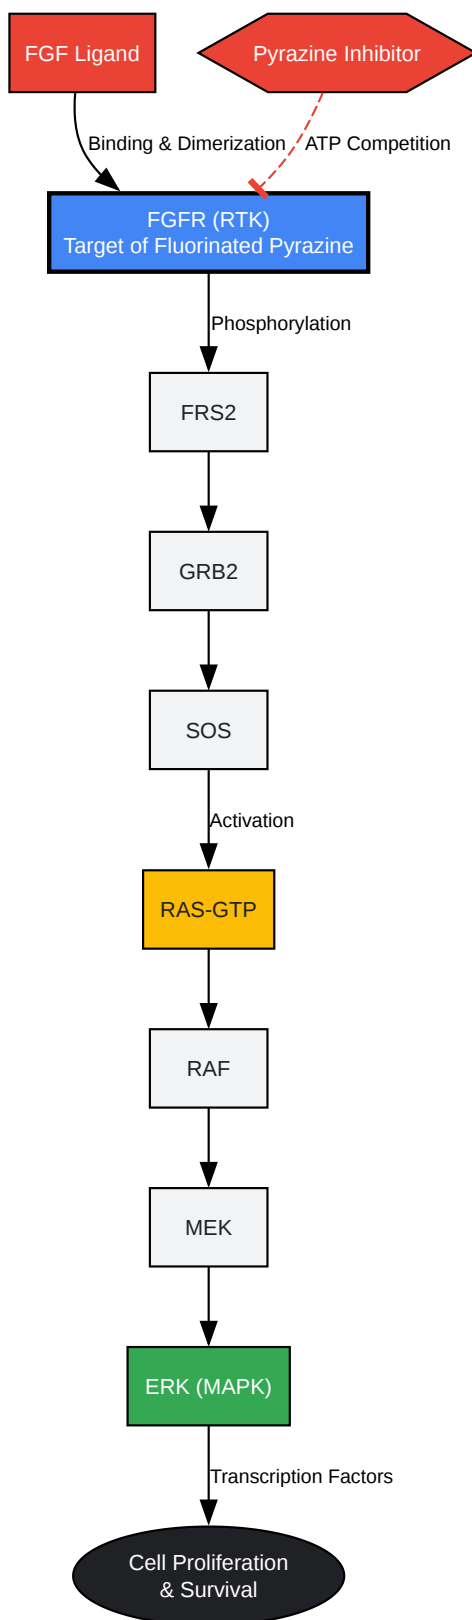 FGF Ligand
Pyrazine Inhibitor
Binding & Dimerization
ATP Competition
FGFR (RTK)
Target of Fluorinated Pyrazine
Phosphorylation
FRS2
GRB2
SOS
Activation
RAS-GTP
RAF
MEK
ERK (MAPK)
Transcription Factors
Cell Proliferation
& Survival